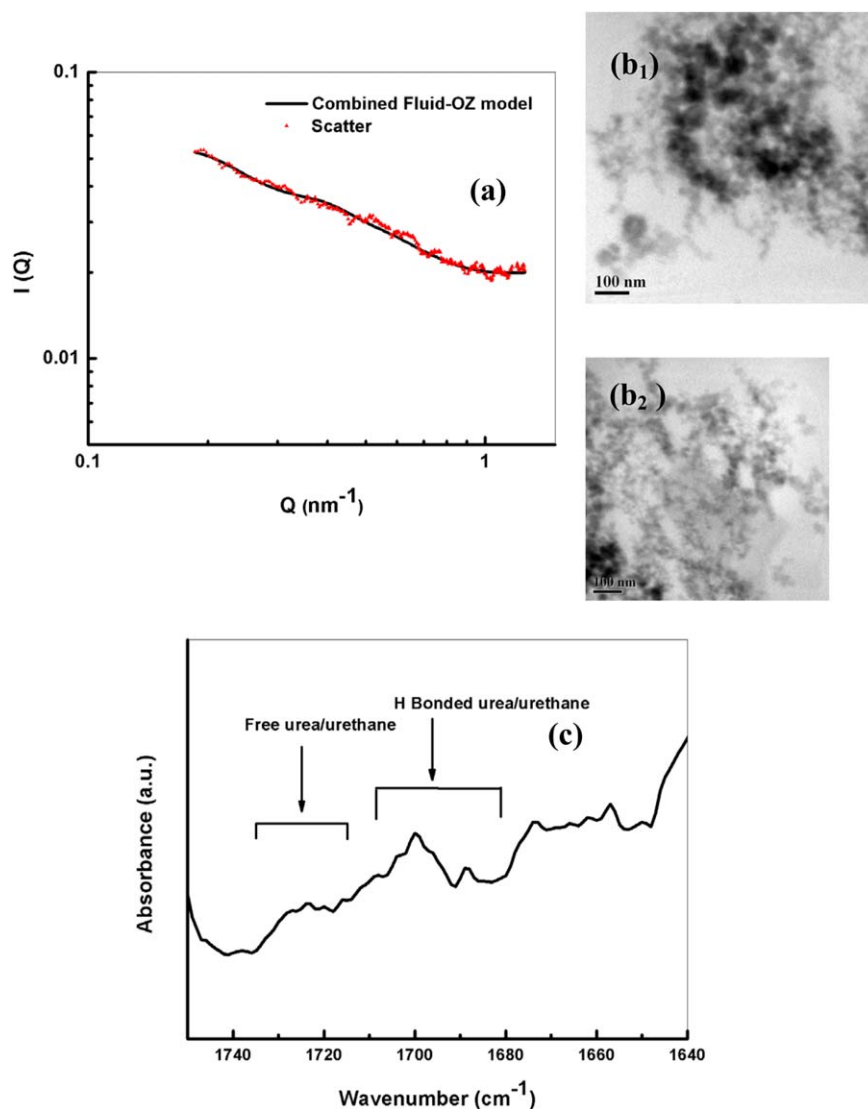 0.1
Combined Fluid-OZ model
Scatter
(a)
I (Q)
0.01
0.1
1
Q (nm⁻¹)
(b₁)
100 nm
(b₂ )
100 nm
Free urea/urethane
H Bonded urea/urethane
(c)
Absorbance (a.u.)
1740 1720 1700 1680 1660 1640
Wavenumber (cm⁻¹)